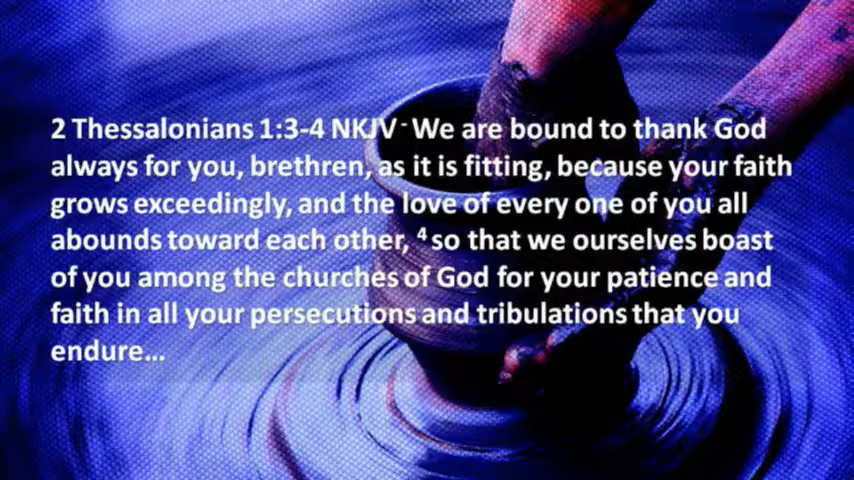 2 Thessalonians 1:3-4 NKJV - We are bound to thank God
always for you, brethren, as it is fitting, because your faith
grows exceedingly, and the love of every one of you all
abounds toward each other, ⁴ so that we ourselves boast
of you among the churches of God for your patience and
faith in all your persecutions and tribulations that you
endure…